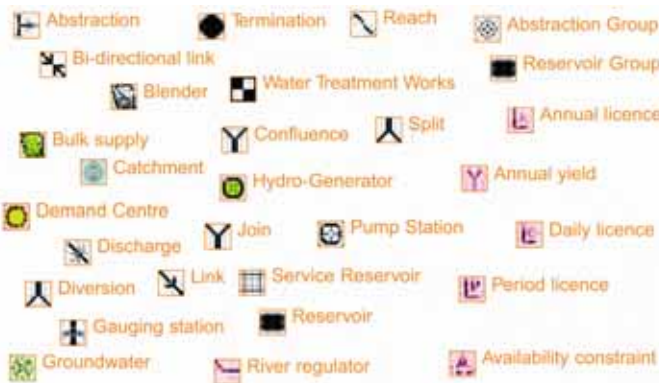 Abstraction
Termination
Reach
Abstraction Group
Bi-directional link
Reservoir Group
Blender
Water Treatment Works
Annual licence
Bulk supply
Confluence
Split
Catchment
Hydro-Generator
Annual yield
Demand Centre
Discharge
Join
Pump Station
Daily licence
Diversion
Link
Service Reservoir
Period licence
Gauging station
Reservoir
Groundwater
River regulator
Availability constraint